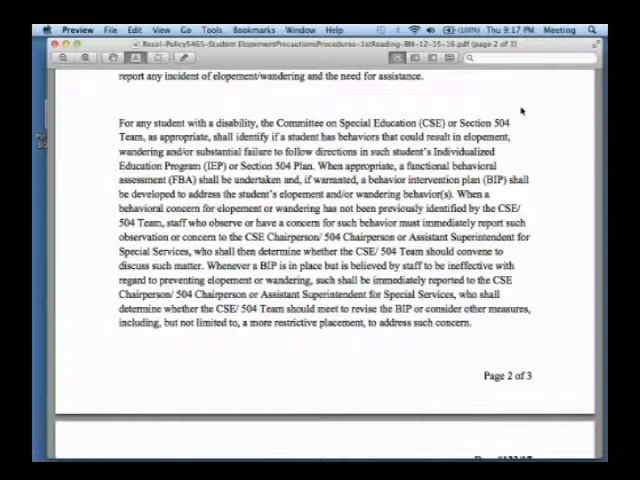 Preview File Edit View Go Tools Bookmarks Window Help (100%) Thu 9:17 PM Meeting
report any incident of elopement/wandering and the need for assistance.
For any student with a disability, the Committee on Special Education (CSE) or Section 504
Team, as appropriate, shall identify if a student has behaviors that could result in elopement,
wandering and/or substantial failure to follow directions in such student's Individualized
Education Program (IEP) or Section 504 Plan. When appropriate, a functional behavioral
assessment (FBA) shall be undertaken and, if warranted, a behavior intervention plan (BIP) shall
be developed to address the student's elopement and/or wandering behavior(s). When a
behavioral concern for elopement or wandering has not been previously identified by the CSE/
504 Team, staff who observe or have a concern for such behavior must immediately report such
observation or concern to the CSE Chairperson/ 504 Chairperson or Assistant Superintendent for
Special Services, who shall then determine whether the CSE/ 504 Team should convene to
discuss such matter. Whenever a BIP is in place but is believed by staff to be ineffective with
regard to preventing elopement or wandering, such shall be immediately reported to the CSE
Chairperson/ 504 Chairperson or Assistant Superintendent for Special Services, who shall
determine whether the CSE/ 504 Team should meet to revise the BIP or consider other measures,
including, but not limited to, a more restrictive placement, to address such concern.
Page 2 of 3